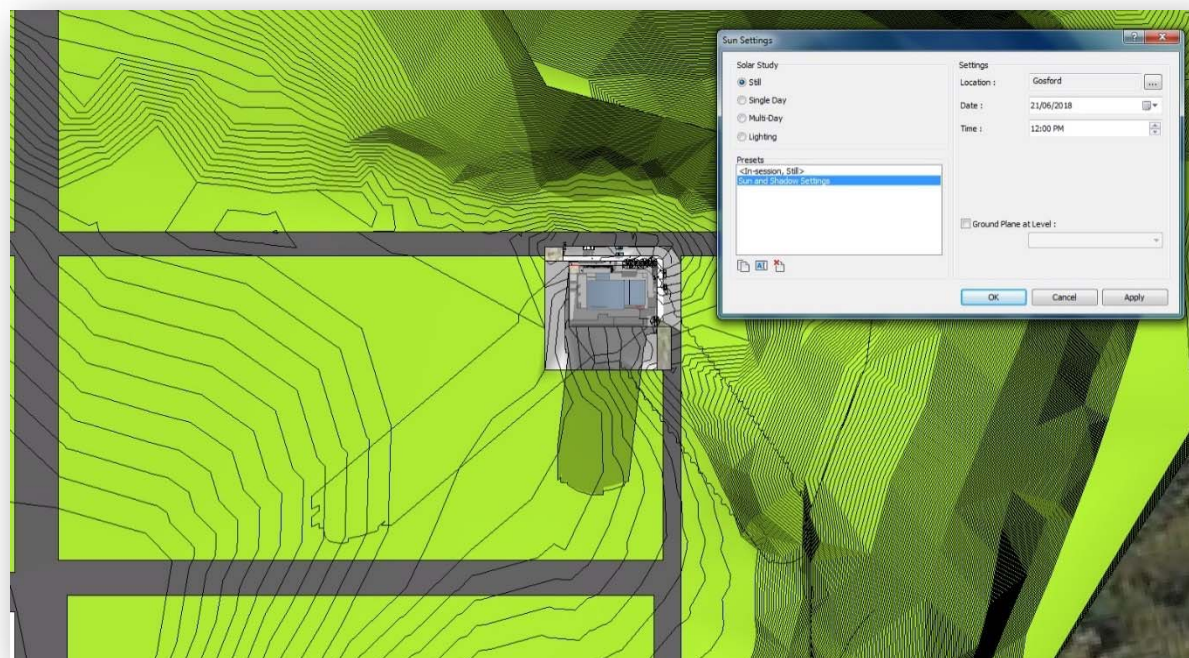 Sun Settings
Solar Study
Still
Single Day
Multi-Day
Lighting
Presets
<In-session, Still>
Sun and Shadow Settings
Settings
Location : Gosford ...
Date : 21/06/2018
Time : 12:00 PM
Ground Plane at Level :
OK Cancel Apply